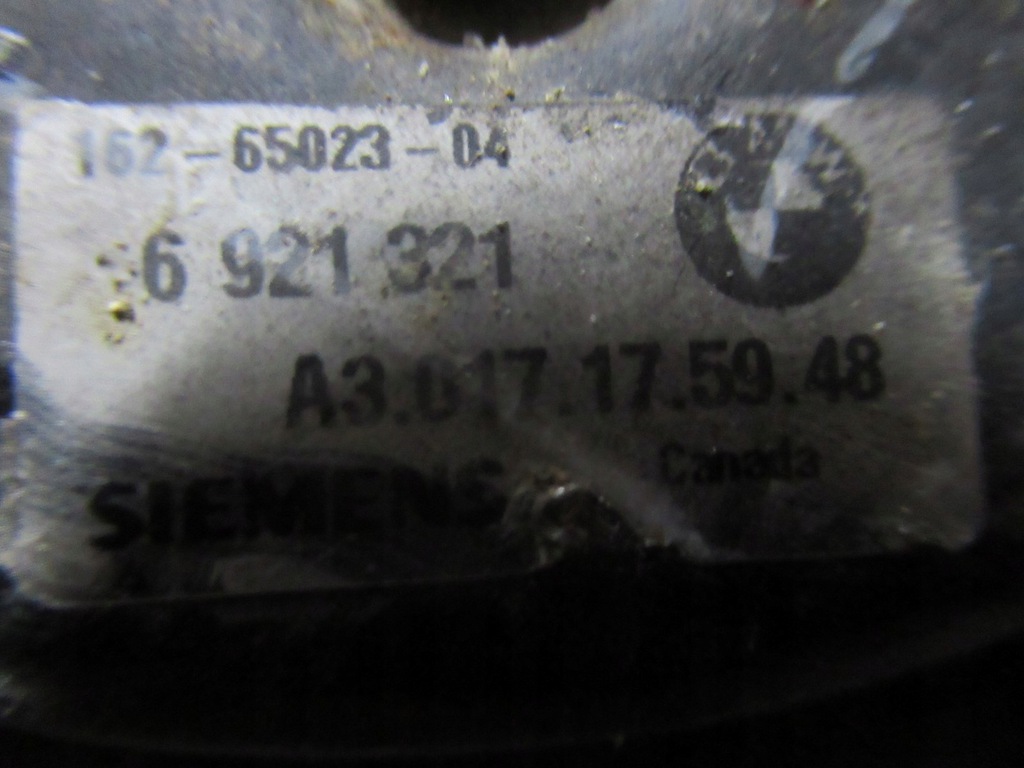 162-65023-04
6 921 321
A3.017.17.59.48
Canada
SIEMENS